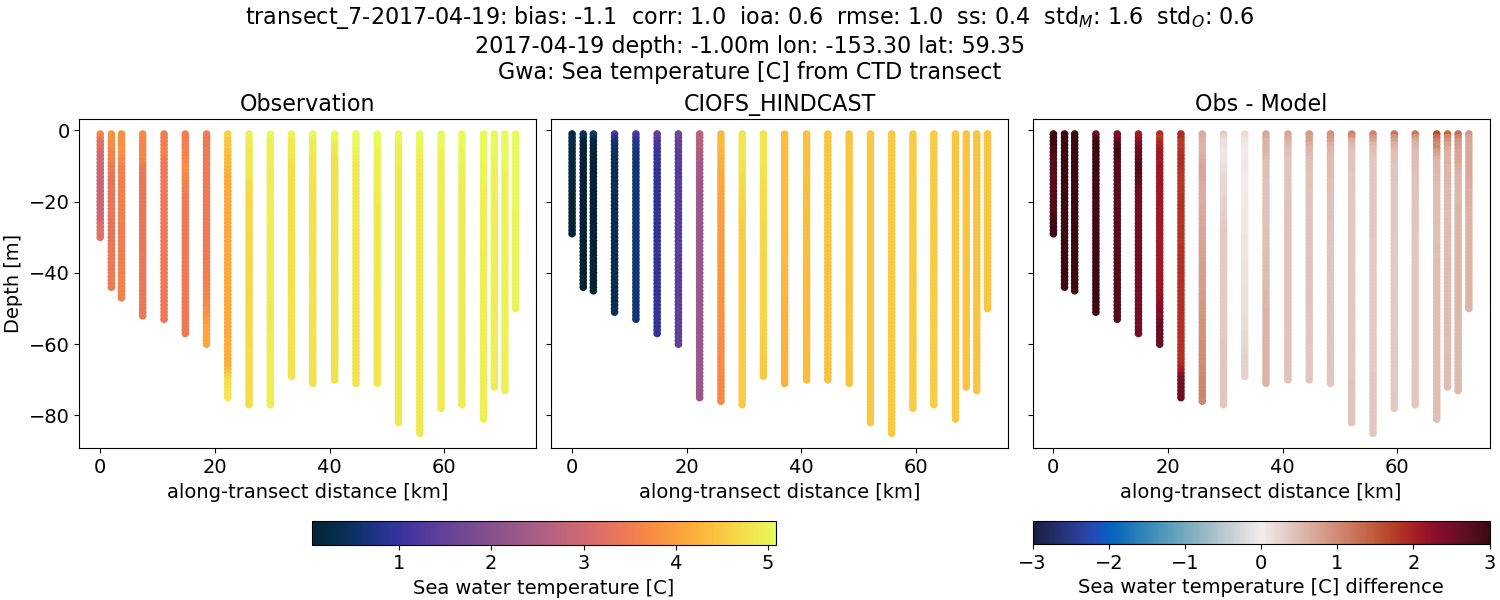 transect_7-2017-04-19: bias: -1.1  corr: 1.0  ioa: 0.6  rmse: 1.0  ss: 0.4  std_M: 1.6  std_O: 0.6
2017-04-19 depth: -1.00m lon: -153.30 lat: 59.35
Gwa: Sea temperature [C] from CTD transect
Observation
CIOFS_HINDCAST
Obs - Model
Depth [m]
0
−20
−40
−60
−80
0 20 40 60
0 20 40 60
0 20 40 60
along-transect distance [km]
along-transect distance [km]
along-transect distance [km]
1 2 3 4 5
Sea water temperature [C]
−3 −2 −1 0 1 2 3
Sea water temperature [C] difference